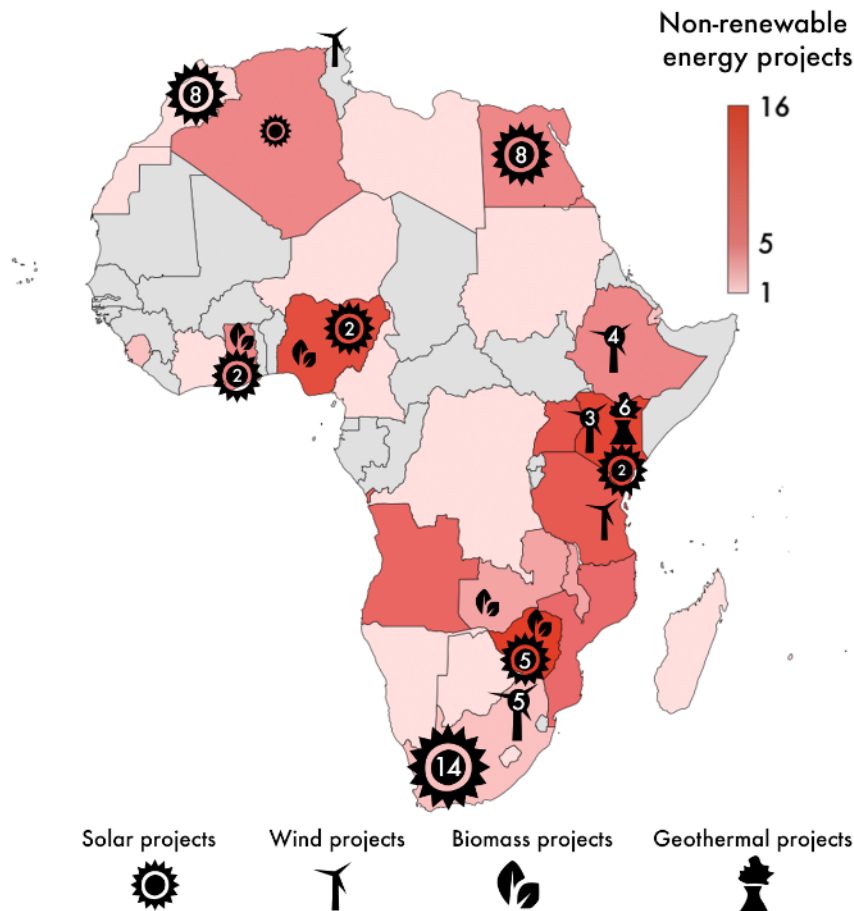 Non-renewable
energy projects
16
5
1
8
8
2
2
4
3
6
2
5
5
14
Solar projects
Wind projects
Biomass projects
Geothermal projects